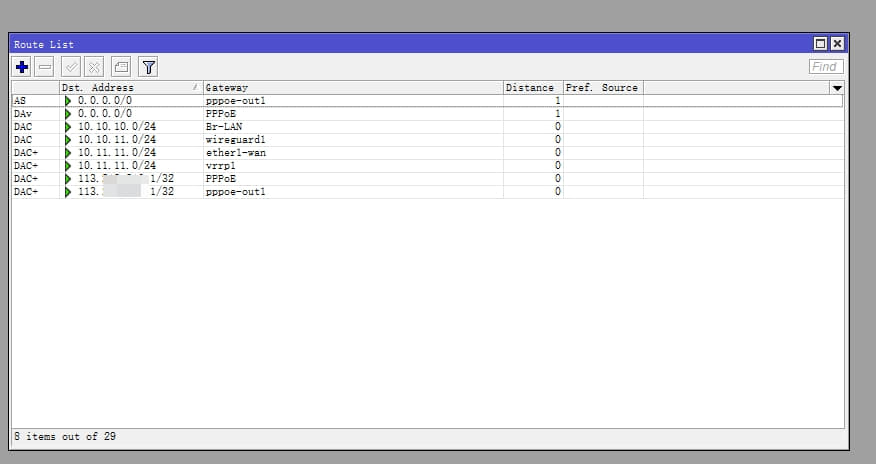 Route List
Find
Dst. Address / Gateway Distance Pref. Source
AS 0.0.0.0/0 pppoe-out1 1
DAv 0.0.0.0/0 PPPoE 1
DAC 10.10.10.0/24 Br-LAN 0
DAC 10.10.11.0/24 wireguard1 0
DAC+ 10.11.11.0/24 ether1-wan 0
DAC+ 10.11.11.0/24 vrrp1 0
DAC+ 113. 1/32 PPPoE 0
DAC+ 113. 1/32 pppoe-out1 0
8 items out of 29